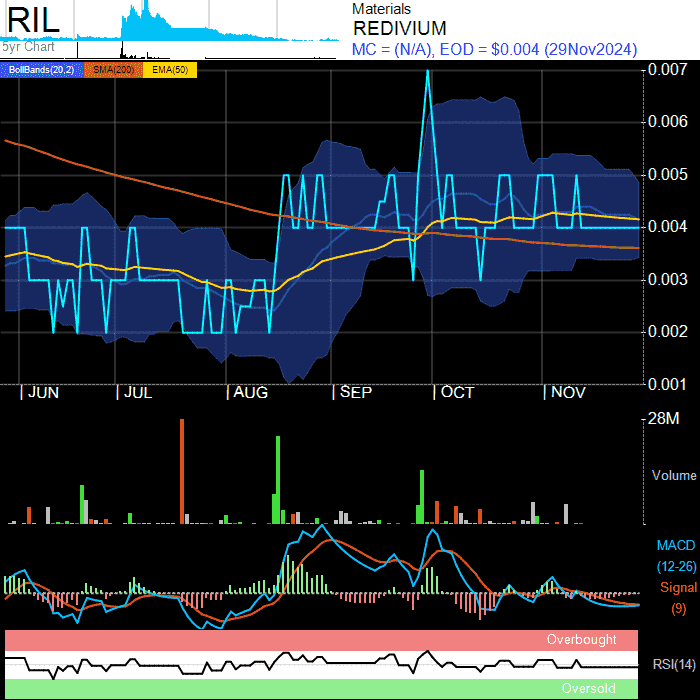 RIL
5yr Chart
Materials
REDIVIUM
MC = (N/A), EOD = $0.004 (29Nov2024)
BollBands(20,2) SMA(200) EMA(50)
0.007
0.006
0.005
0.004
0.003
0.002
0.001
| JUN | JUL | AUG | SEP | OCT | NOV
28M
Volume
MACD
(12-26)
Signal
(9)
Overbought
RSI(14)
Oversold